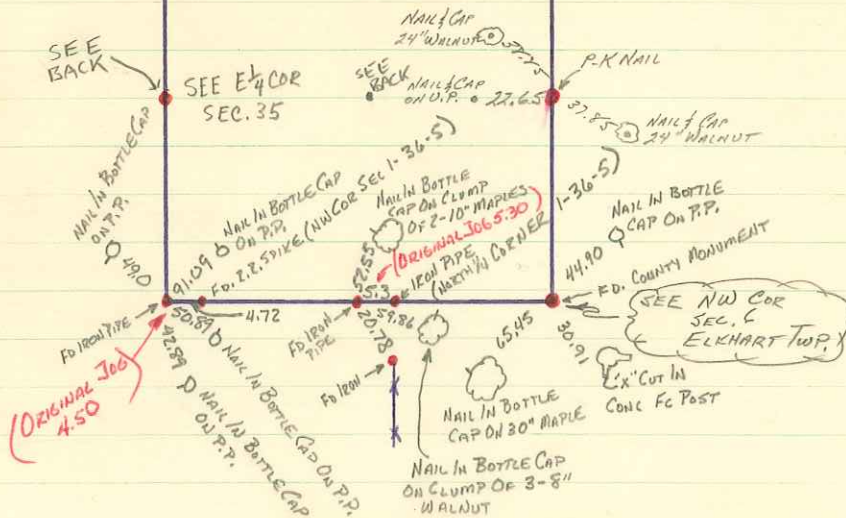 NAIL & CAP
24" WALNUT
SEE
BACK
SEE E 1/4 COR
SEC. 35
SEE
BACK
NAIL & CAP
ON U.P.
22.65
P-K NAIL
37.85
NAIL & CAP
24" WALNUT
NAIL IN BOTTLE CAP
ON P.P.
49.0
91.09
NAIL IN BOTTLE CAP
ON P.P.
FD. R.R. SPIKE (NW COR SEC 1-36-5)
NAIL IN BOTTLE
CAP ON CLUMP
OF 2-10" MAPLES
52.55
(ORIGINAL JOG 5.30)
5.3
IRON PIPE
(NORTH 1/4 CORNER 1-36-5)
NAIL IN BOTTLE
CAP ON P.P.
44.90
FD. COUNTY MONUMENT
SEE NW COR
SEC. 6
ELKHART TWP.
FD IRON PIPE
50.89
4.72
42.89
FD IRON
PIPE
20.78
59.86
65.45
30.91
FD IRON
(ORIGINAL JOG
4.50)
NAIL IN BOTTLE CAP ON P.P.
NAIL IN BOTTLE CAP
ON P.P.
NAIL IN BOTTLE
CAP ON 30" MAPLE
"X" CUT IN
CONC FC POST
NAIL IN BOTTLE CAP
ON CLUMP OF 3-8"
WALNUT